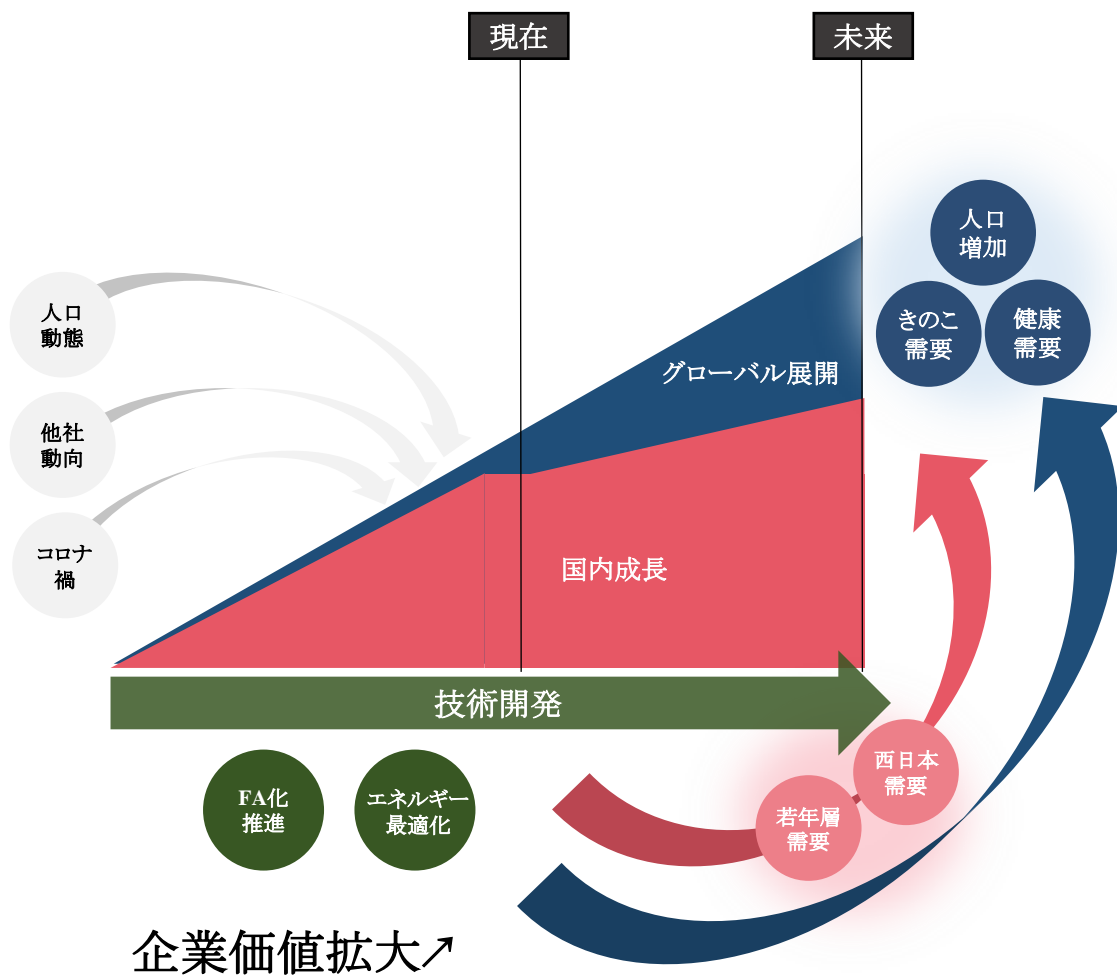 現在
未来
人口
増加
きのこ
需要
健康
需要
人口
動態
他社
動向
コロナ
禍
グローバル展開
国内成長
技術開発
FA化
推進
エネルギー
最適化
西日本
需要
若年層
需要
企業価値拡大↗